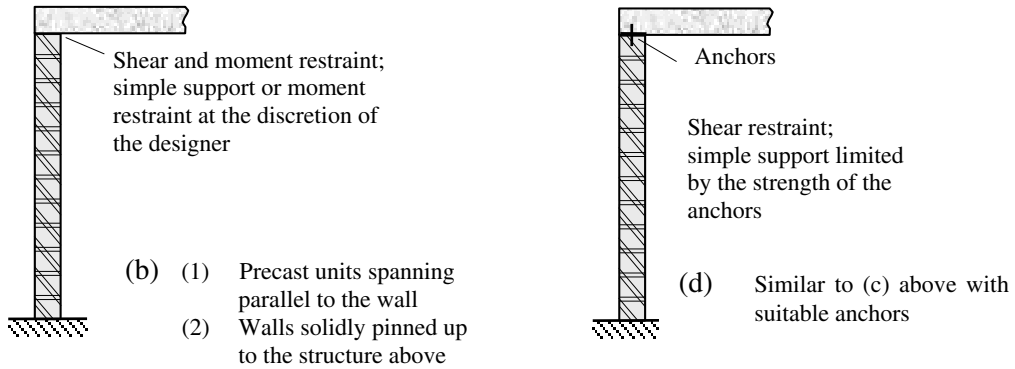 Shear and moment restraint;
simple support or moment
restraint at the discretion of
the designer
(b) (1) Precast units spanning
parallel to the wall
(2) Walls solidly pinned up
to the structure above
Anchors
Shear restraint;
simple support limited
by the strength of the
anchors
(d) Similar to (c) above with
suitable anchors